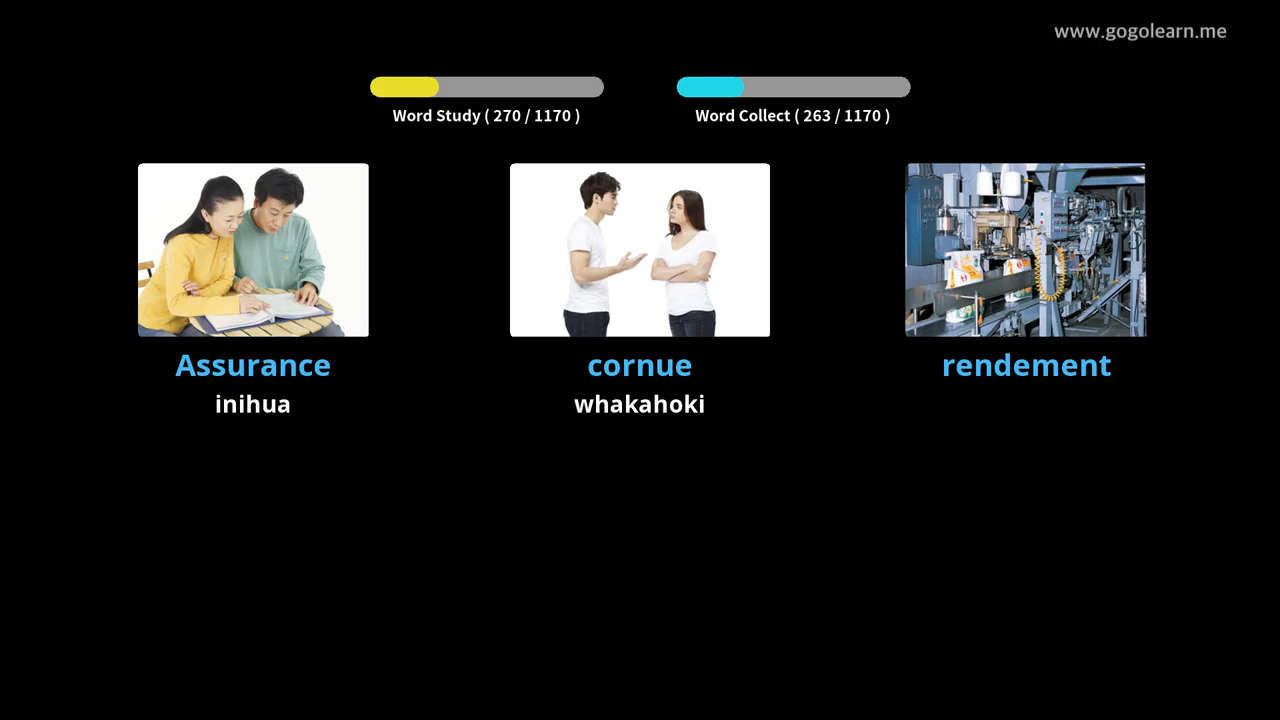 www.gogolearn.me
Word Study ( 270 / 1170 )
Word Collect ( 263 / 1170 )
Assurance
inihua
cornue
whakahoki
rendement